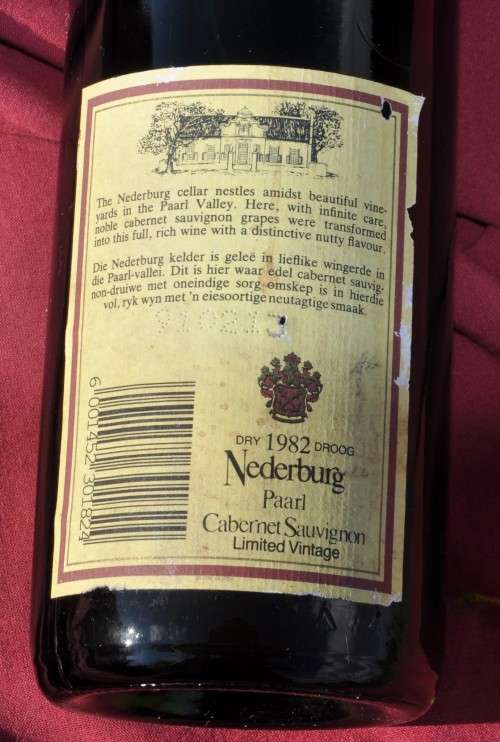 The Nederburg cellar nestles amidst beautiful vine-
yards in the Paarl Valley. Here, with infinite care,
noble cabernet sauvignon grapes were transformed
into this full, rich wine with a distinctive nutty flavour.
Die Nederburg kelder is geleë in lieflike wingerde in
die Paarl-vallei. Dit is hier waar edel cabernet sauvig-
non-druiwe met oneindige sorg omskep is in hierdie
vol, ryk wyn met 'n eiesoortige neutagtige smaak.
DRY 1982 DROOG
Nederburg
Paarl
Cabernet Sauvignon
Limited Vintage
6 001452 301824